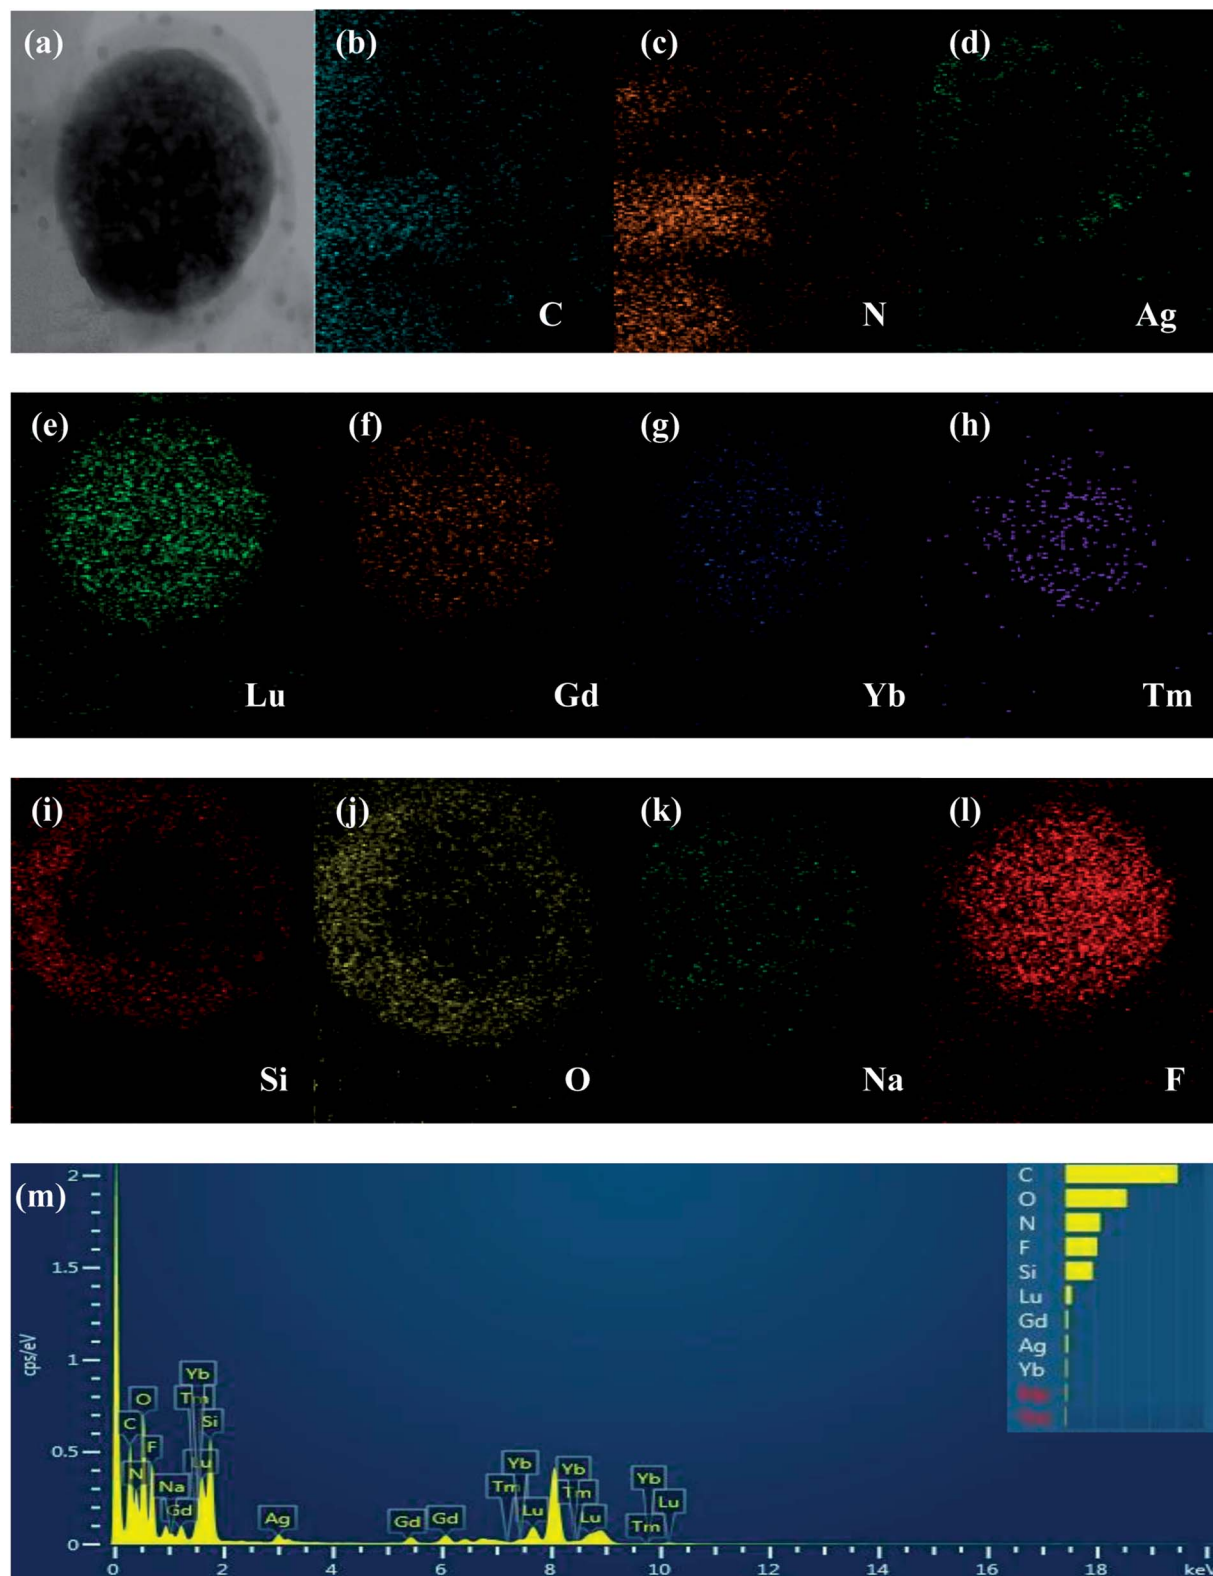 (a) (b) (c) (d)
C N Ag
(e) (f) (g) (h)
Lu Gd Yb Tm
(i) (j) (k) (l)
Si O Na F
(m)
2
1.5
1
0.5
0
cps/eV
Yb
O Tm
C Si
F
N Lu
Na
Gd
Ag
Gd Gd
Yb Yb Yb
Tm Tm Lu
Lu Lu Tm
0 2 4 6 8 10 12 14 16 18 keV
C
O
N
F
Si
Lu
Gd
Ag
Yb